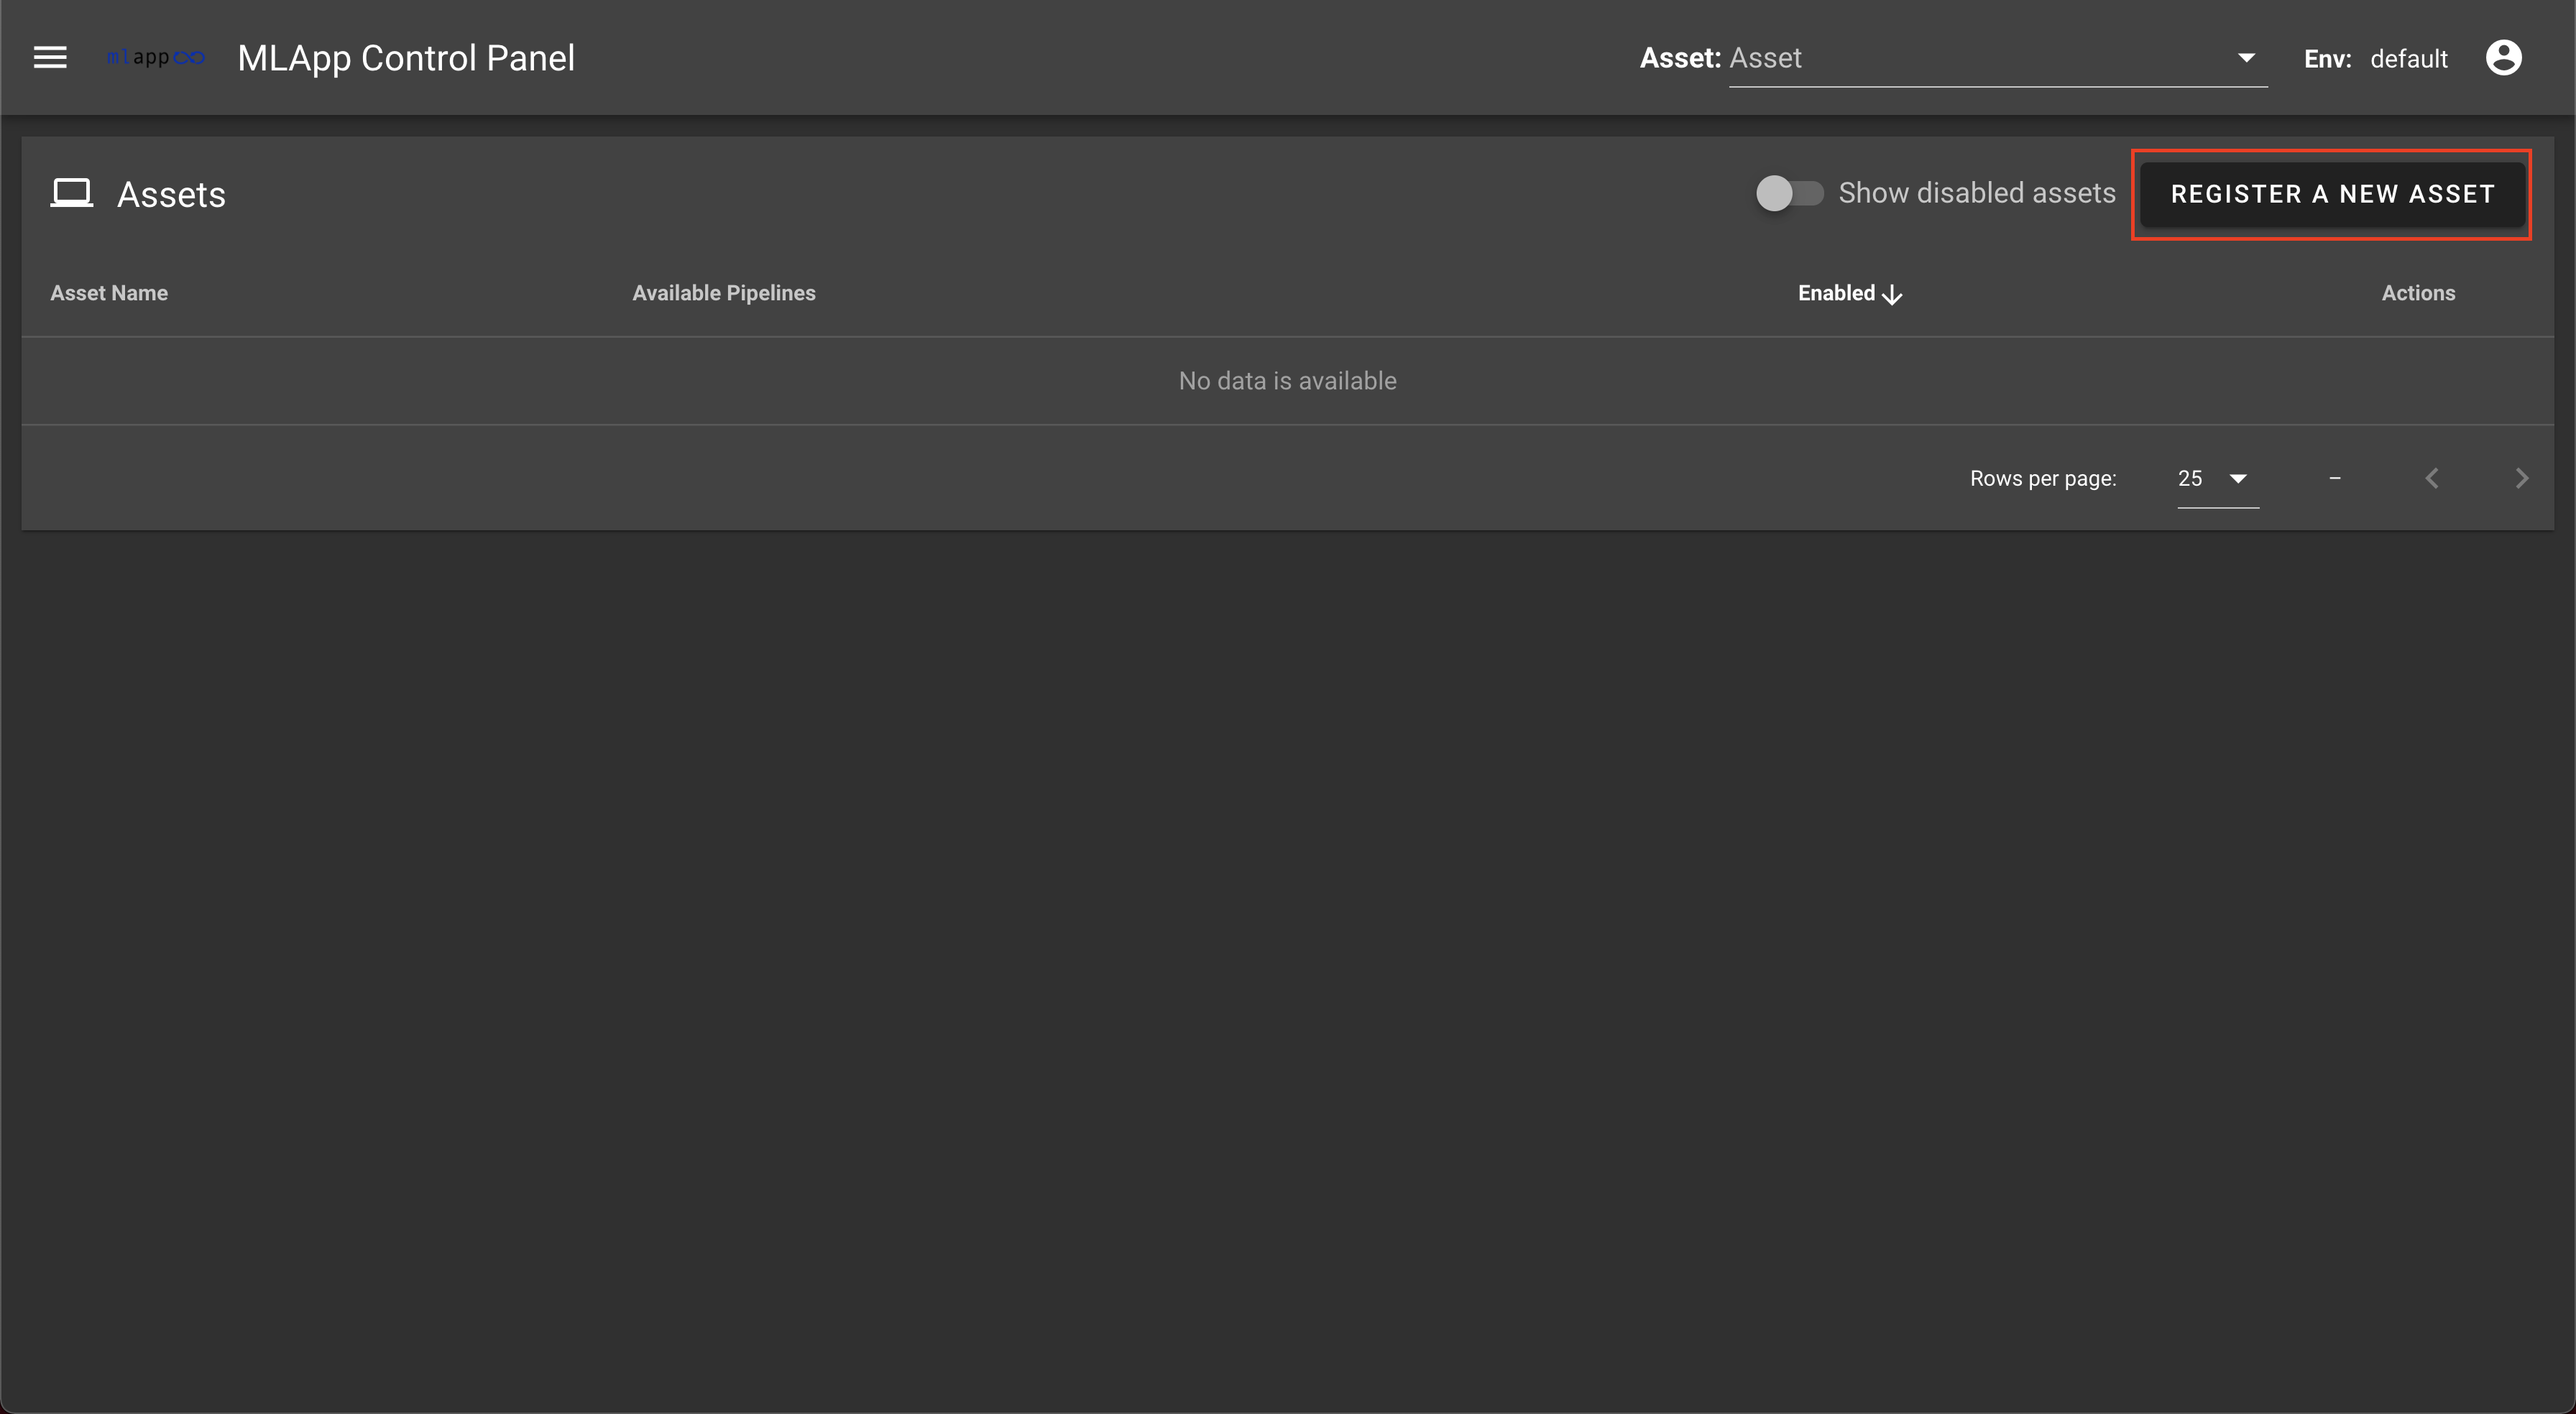 mlapp MLApp Control Panel Asset: Asset Env: default
Assets Show disabled assets REGISTER A NEW ASSET
Asset Name Available Pipelines Enabled Actions
No data is available
Rows per page: 25 –